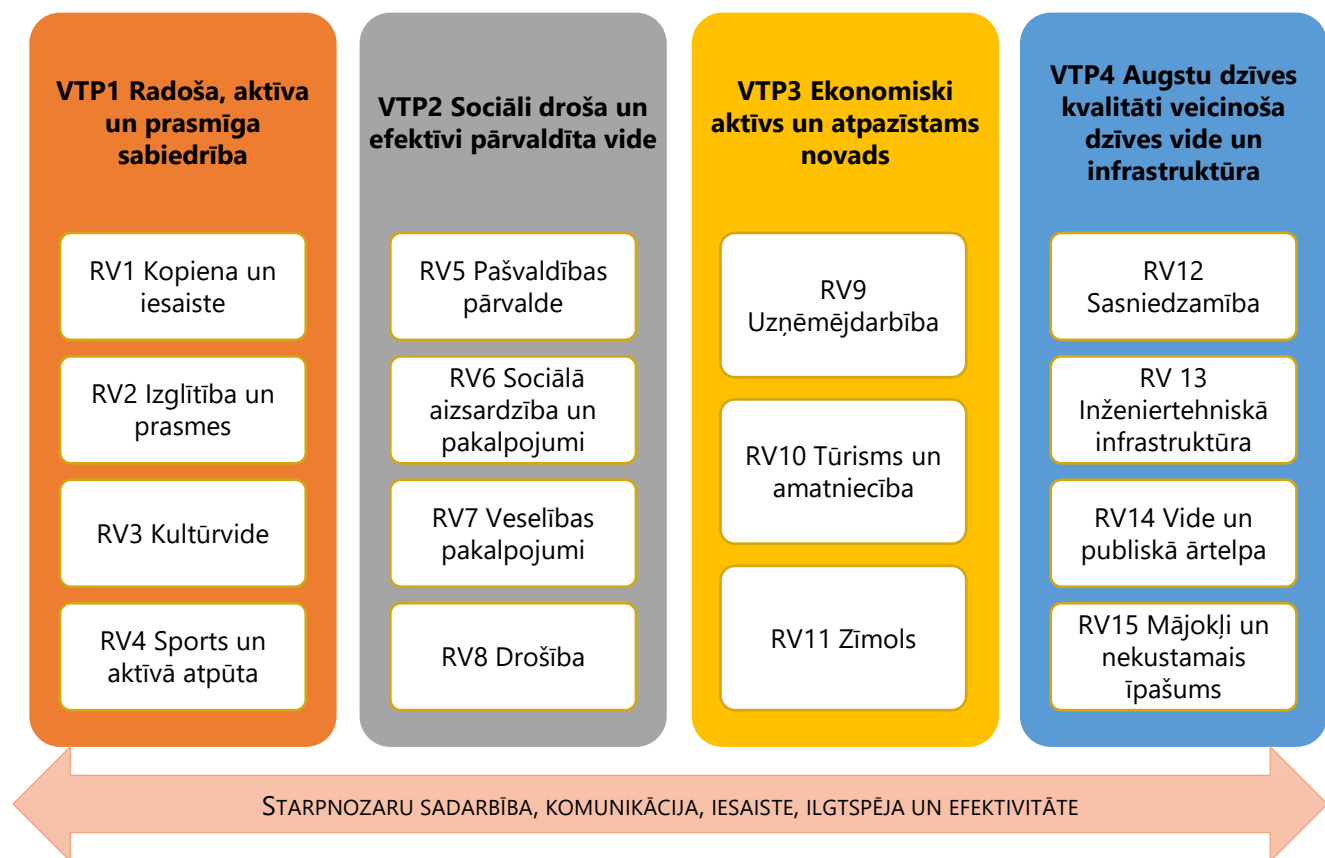 VTP1 Radoša, aktīva
un prasmīga
sabiedrība
RV1 Kopiena un
iesaiste
RV2 Izglītība un
prasmes
RV3 Kultūrvide
RV4 Sports un
aktīvā atpūta
VTP2 Sociāli droša un
efektīvi pārvaldīta vide
RV5 Pašvaldības
pārvalde
RV6 Sociālā
aizsardzība un
pakalpojumi
RV7 Veselības
pakalpojumi
RV8 Drošība
VTP3 Ekonomiski
aktīvs un atpazīstams
novads
RV9
Uzņēmējdarbība
RV10 Tūrisms un
amatniecība
RV11 Zīmols
VTP4 Augstu dzīves
kvalitāti veicinoša
dzīves vide un
infrastruktūra
RV12
Sasniedzamība
RV 13
Inženiertehniskā
infrastruktūra
RV14 Vide un
publiskā ārtelpa
RV15 Mājokļi un
nekustamais
īpašums
STARPNOZARU SADARBĪBA, KOMUNIKĀCIJA, IESAISTE, ILGTSPĒJA UN EFEKTIVITĀTE